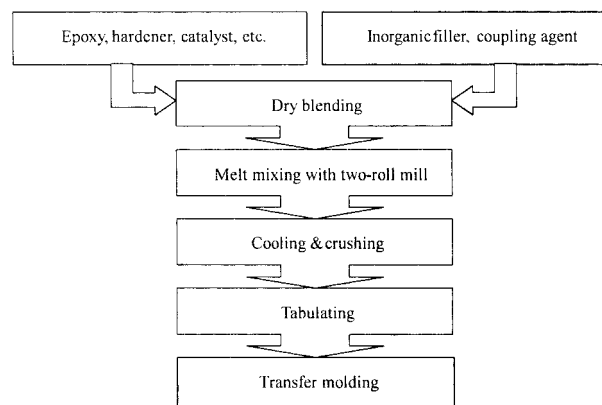 Epoxy, hardener, catalyst, etc.
Inorganic filler, coupling agent
Dry blending
Melt mixing with two-roll mill
Cooling & crushing
Tabulating
Transfer molding